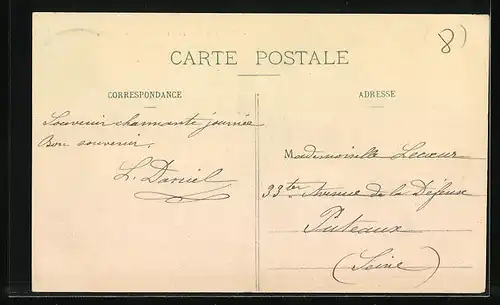 8)
CARTE POSTALE
CORRESPONDANCE
ADRESSE
Souvenir charmante journée
Bon souvenir.
L. Daniel
Mademoiselle Lecœur
33ter Avenue de la Défense
Puteaux
(Seine)